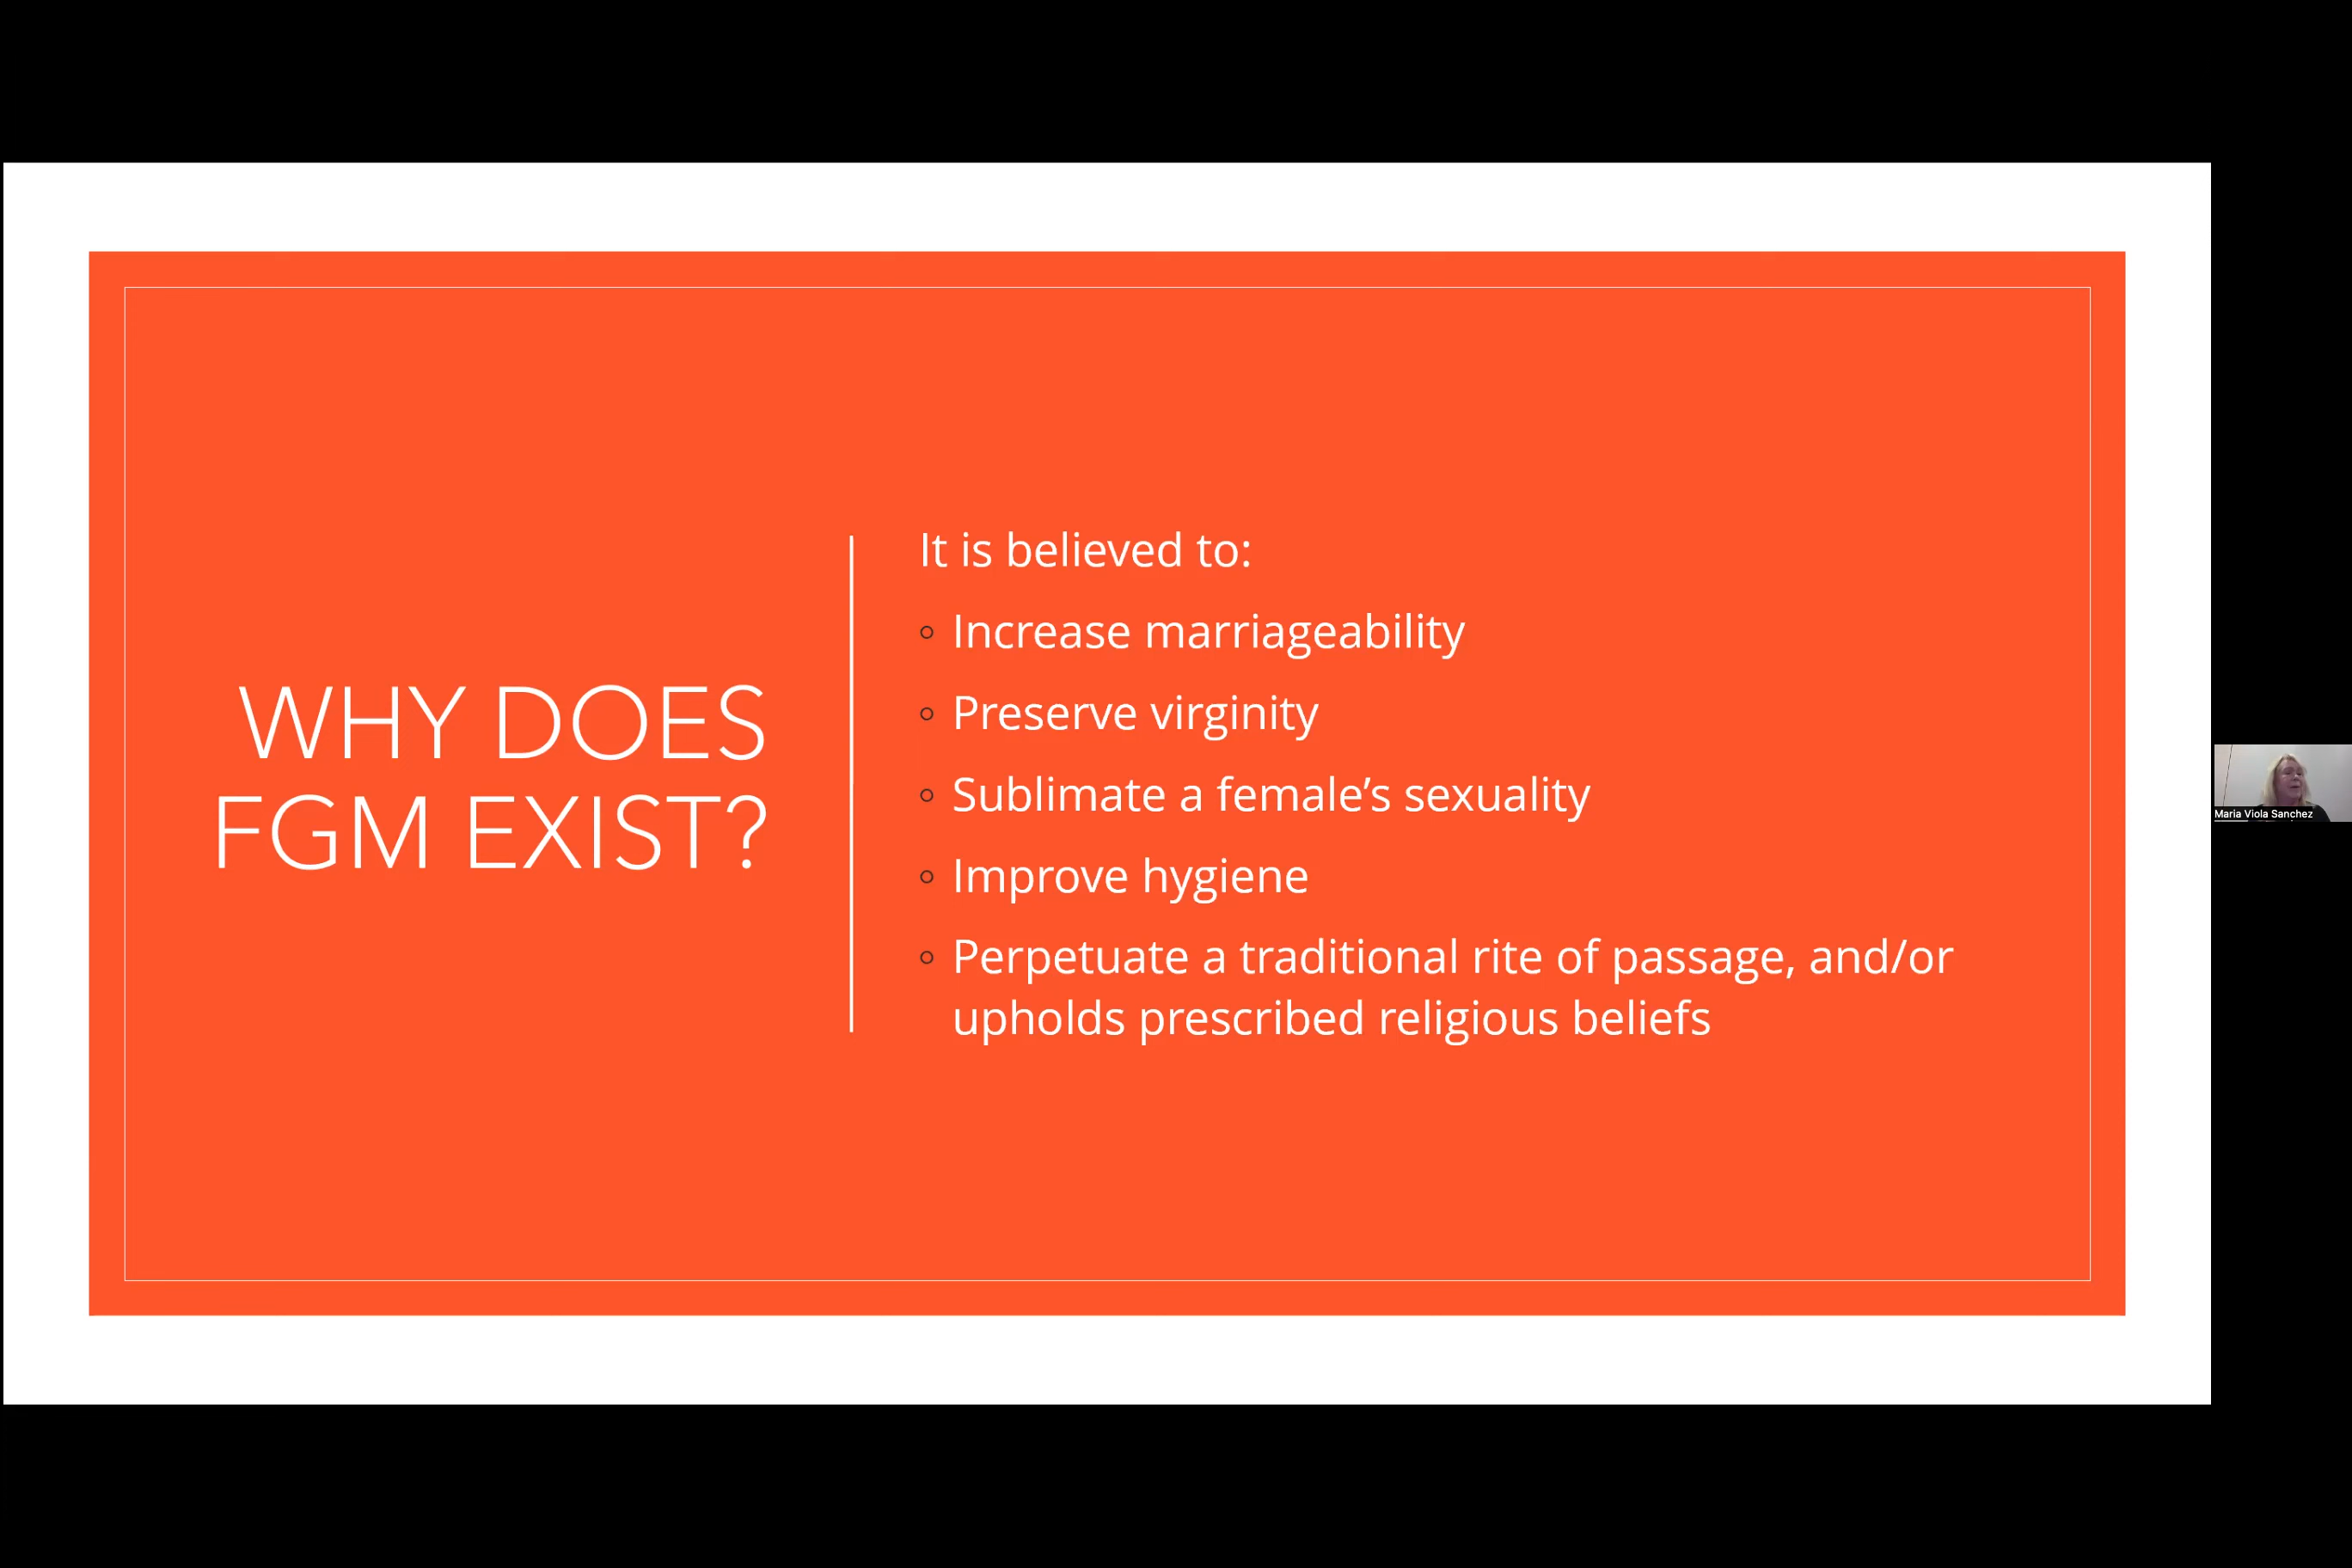 WHY DOES
FGM EXIST?
It is believed to:
Increase marriageability
Preserve virginity
Sublimate a female’s sexuality
Improve hygiene
Perpetuate a traditional rite of passage, and/or
upholds prescribed religious beliefs
Maria Viola Sanchez